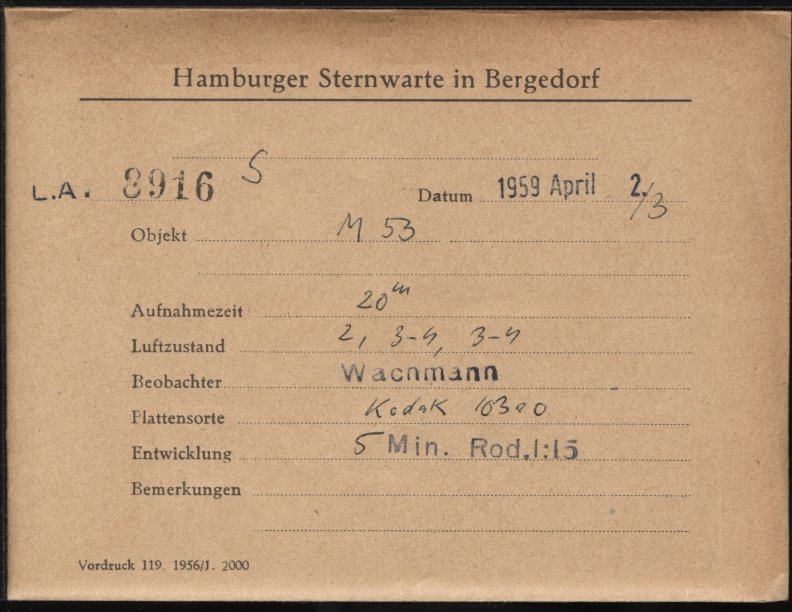 Hamburger Sternwarte in Bergedorf
L.A. 8916 S Datum 1959 April 2./3
Objekt M 53
Aufnahmezeit 20m
Luftzustand 2, 3-4, 3-4
Beobachter Wachmann
Plattensorte Kodak 103a0
Entwicklung 5 Min. Rod.1:15
Bemerkungen
Vordruck 119. 1956/1. 2000